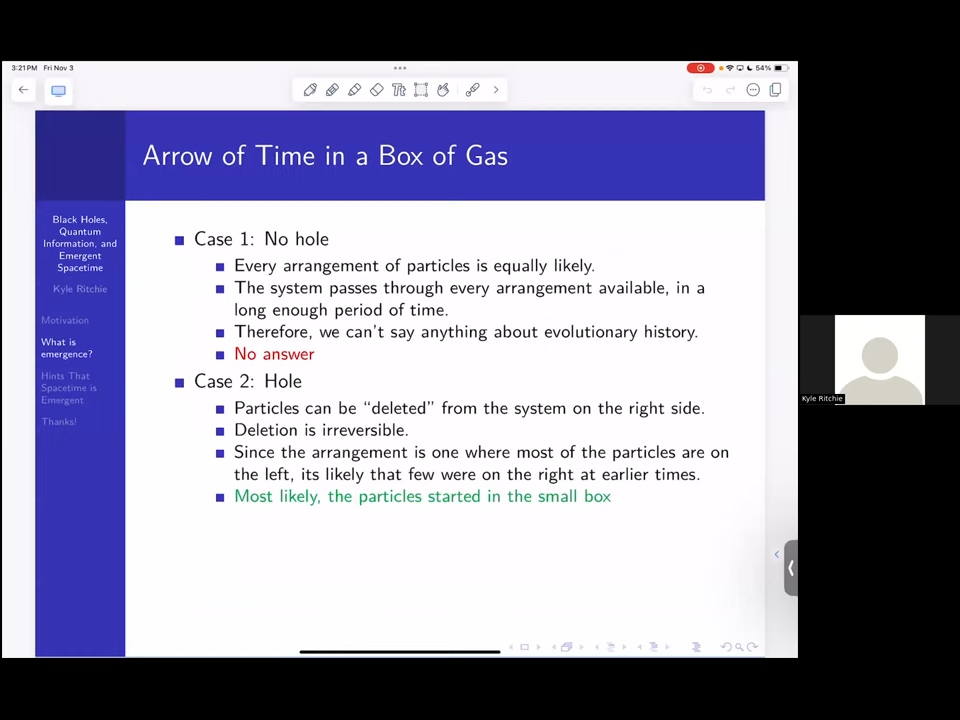 3:21PM Fri Nov 3
54%
Tt
Arrow of Time in a Box of Gas
Black Holes,
Quantum
Information, and
Emergent
Spacetime
Kyle Ritchie
Motivation
What is
emergence?
Hints That
Spacetime is
Emergent
Thanks!
Case 1: No hole
Every arrangement of particles is equally likely.
The system passes through every arrangement available, in a
long enough period of time.
Therefore, we can't say anything about evolutionary history.
No answer
Case 2: Hole
Particles can be “deleted” from the system on the right side.
Deletion is irreversible.
Since the arrangement is one where most of the particles are on
the left, its likely that few were on the right at earlier times.
Most likely, the particles started in the small box
Kyle Ritchie